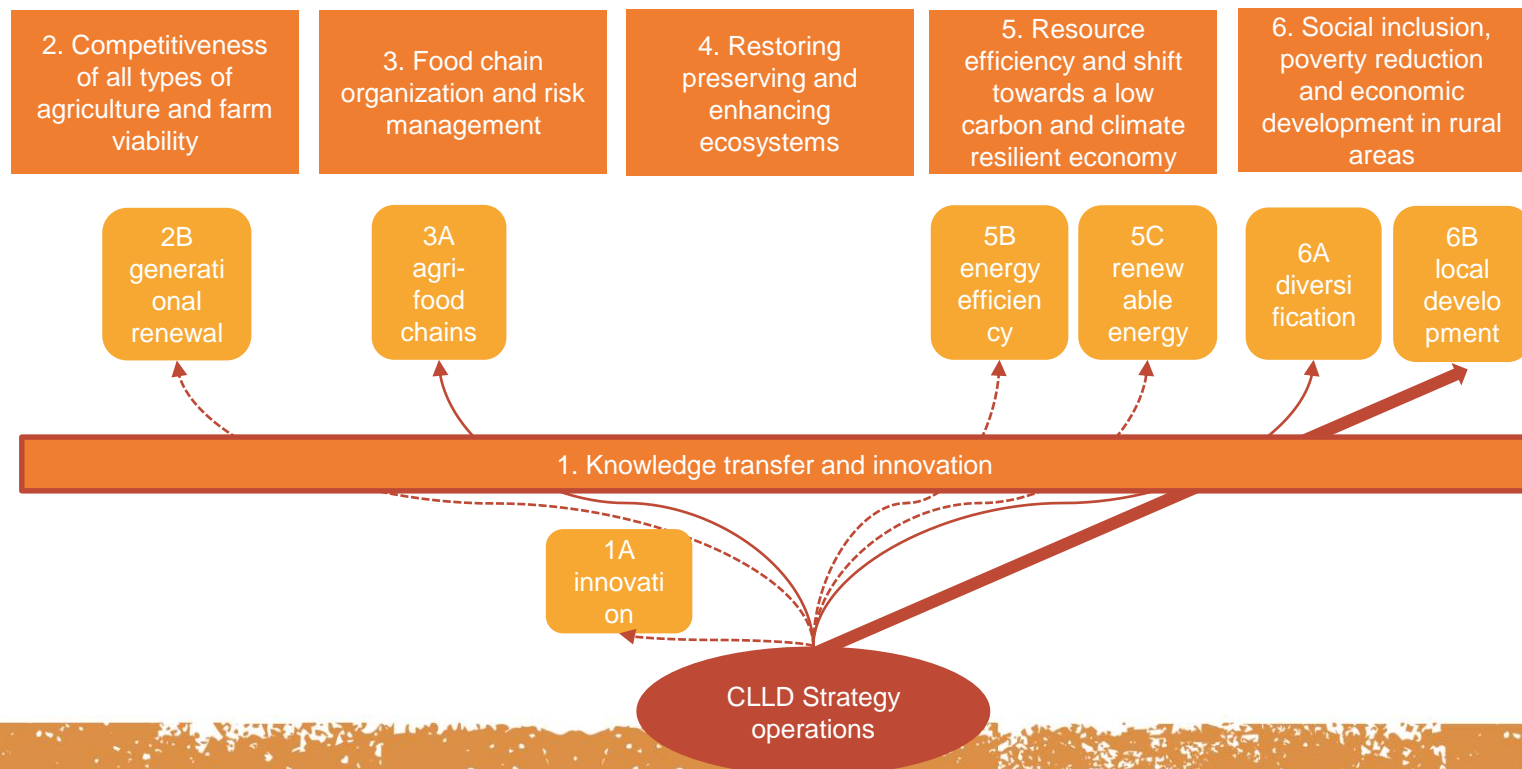 2. Competitiveness
of all types of
agriculture and farm
viability
3. Food chain
organization and risk
management
4. Restoring
preserving and
enhancing
ecosystems
5. Resource
efficiency and shift
towards a low
carbon and climate
resilient economy
6. Social inclusion,
poverty reduction
and economic
development in rural
areas
2B
generati
onal
renewal
3A
agri-
food
chains
5B
energy
efficien
cy
5C
renew
able
energy
6A
diversi
fication
6B
local
develo
pment
1. Knowledge transfer and innovation
1A
innovati
on
CLLD Strategy
operations